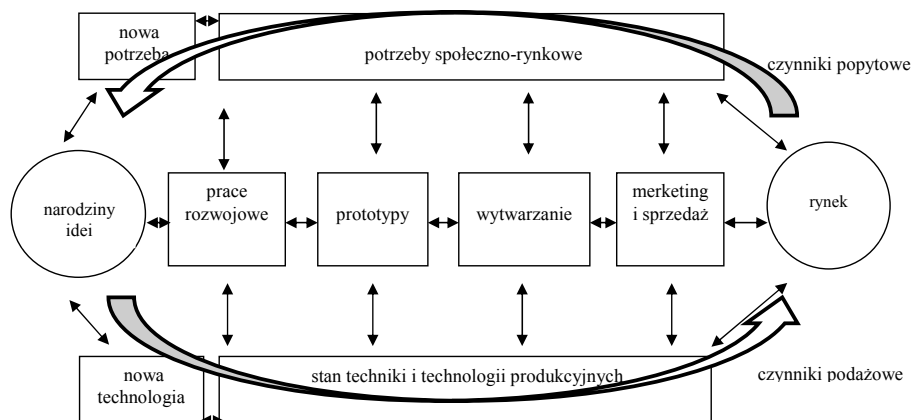 nowa
potrzeba
potrzeby społeczno-rynkowe
czynniki popytowe
narodziny
idei
prace
rozwojowe
prototypy
wytwarzanie
merketing
i sprzedaż
rynek
nowa
technologia
stan techniki i technologii produkcyjnych
czynniki podażowe